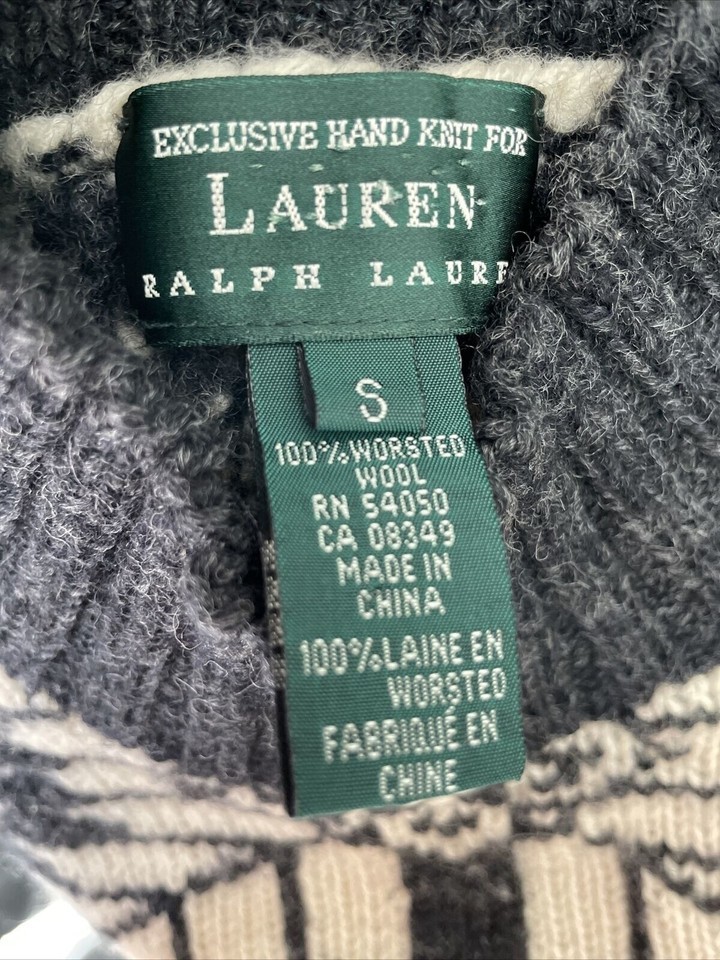 EXCLUSIVE HAND KNIT FOR
LAUREN
RALPH LAURE
S
100% WORSTED
WOOL
RN 54050
CA 08349
MADE IN
CHINA
100% LAINE EN
WORSTED
FABRIQUÉ EN
CHINE